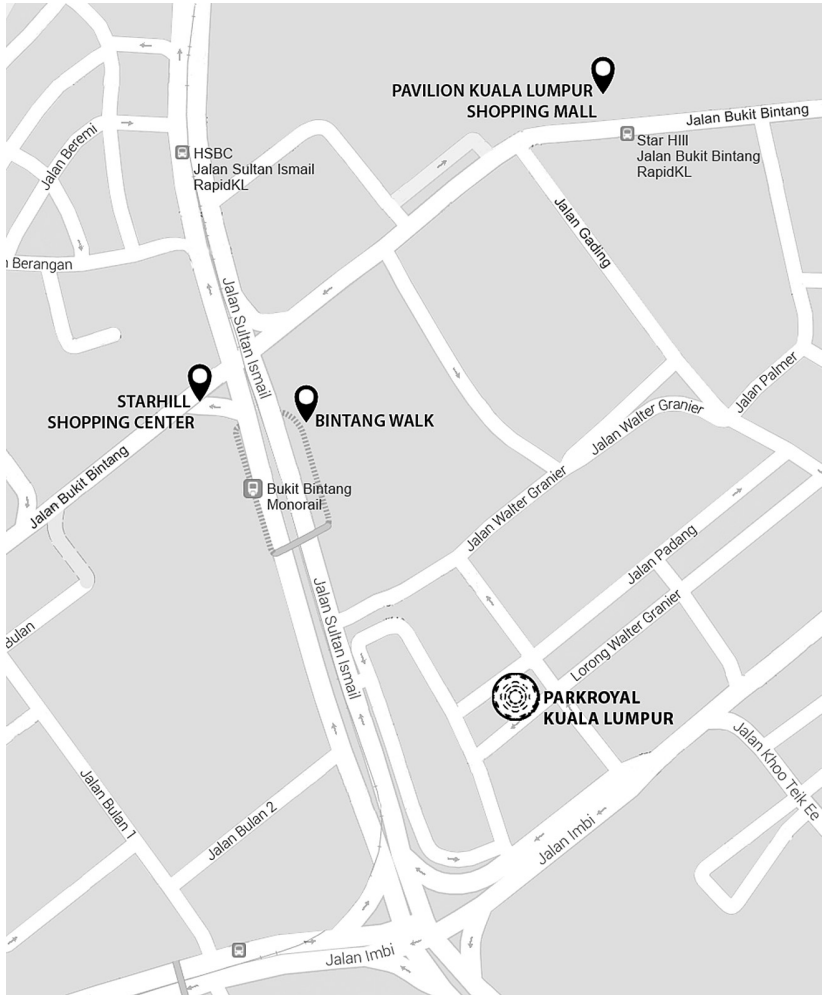 PAVILION KUALA LUMPUR
SHOPPING MALL
Jalan Bukit Bintang
Star HIll
Jalan Bukit Bintang
RapidKL
HSBC
Jalan Sultan Ismail
RapidKL
Jalan Beremi
n Berangan
Jalan Gading
Jalan Sultan Ismail
Jalan Palmer
STARHILL
SHOPPING CENTER
BINTANG WALK
Jalan Walter Granier
Jalan Bukit Bintang
Bukit Bintang
Monorail
Jalan Walter Granier
Jalan Padang
Jalan Sultan Ismail
Lorong Walter Granier
Bulan
PARKROYAL
KUALA LUMPUR
Jalan Khoo Teik Ee
Jalan Bulan 1
Jalan Bulan 2
Jalan Imbi
Jalan Imbi